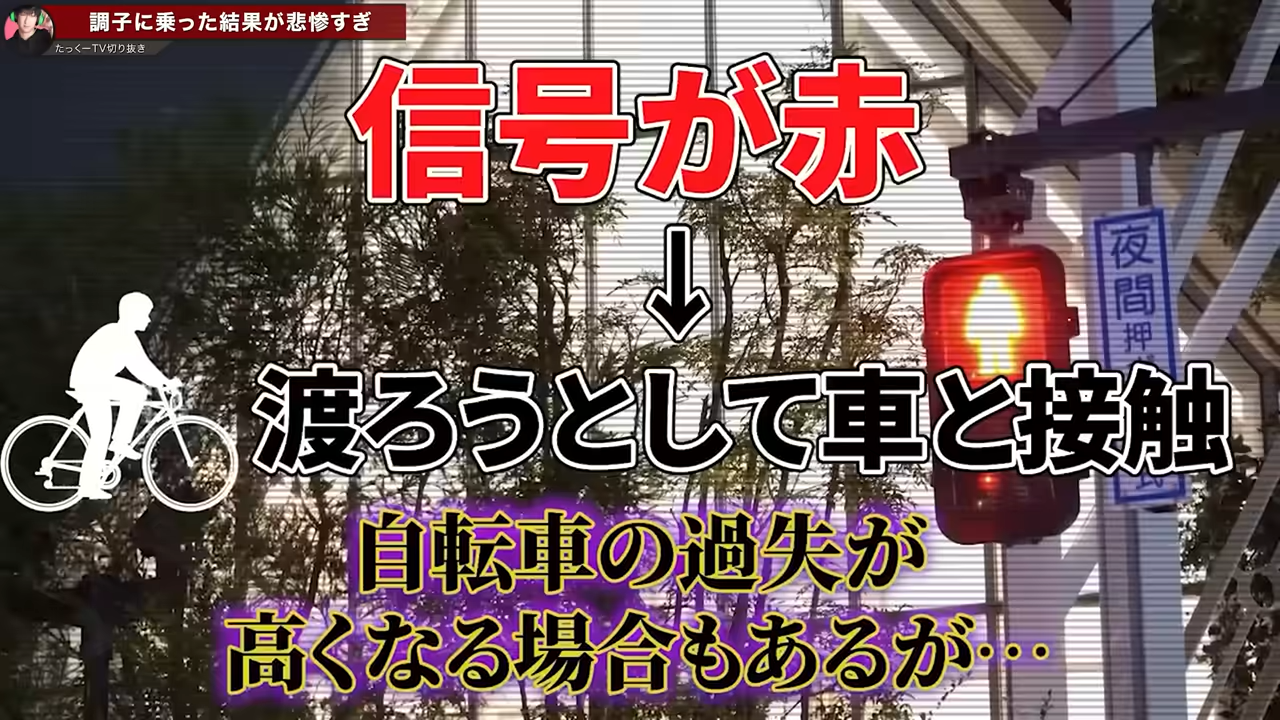 調子に乗った結果が悲惨すぎ
たっくーTV切り抜き
信号が赤
↓
渡ろうとして車と接触
夜間押
式
自転車の過失が
高くなる場合もあるが…